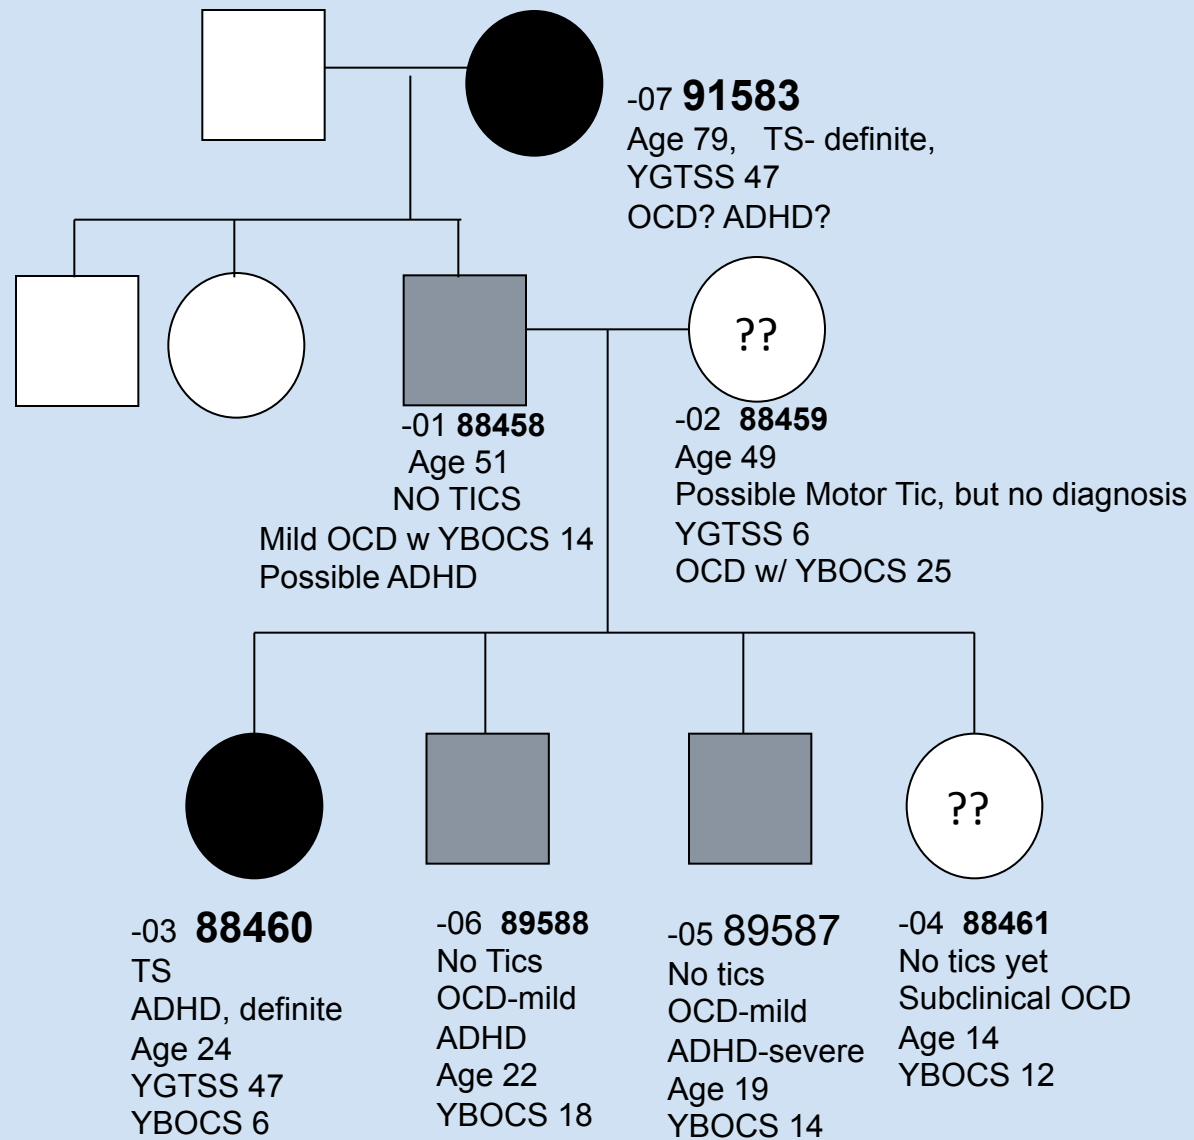 -07 91583
Age 79, TS- definite,
YGTSS 47
OCD? ADHD?
??
-01 88458
Age 51
NO TICS
Mild OCD w YBOCS 14
Possible ADHD
-02 88459
Age 49
Possible Motor Tic, but no diagnosis
YGTSS 6
OCD w/ YBOCS 25
??
-03 88460
TS
ADHD, definite
Age 24
YGTSS 47
YBOCS 6
-06 89588
No Tics
OCD-mild
ADHD
Age 22
YBOCS 18
-05 89587
No tics
OCD-mild
ADHD-severe
Age 19
YBOCS 14
-04 88461
No tics yet
Subclinical OCD
Age 14
YBOCS 12